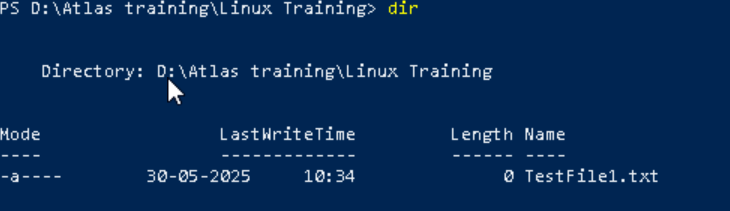 PS D:\Atlas training\Linux Training> dir
Directory: D:\Atlas training\Linux Training
Mode                LastWriteTime         Length Name
----                -------------         ------ ----
-a----        30-05-2025     10:34              0 TestFile1.txt